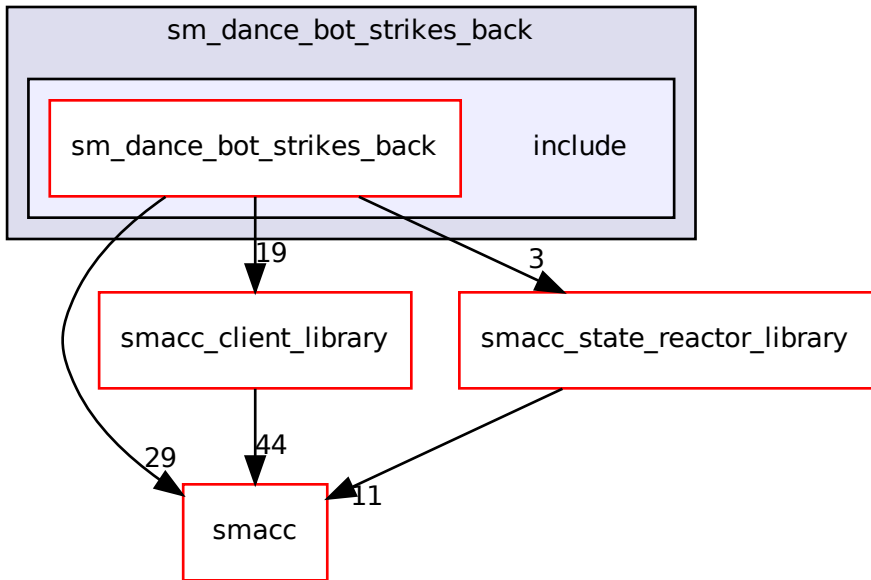 sm_dance_bot_strikes_back
sm_dance_bot_strikes_back
include
19
3
smacc_client_library
smacc_state_reactor_library
29
44
11
smacc